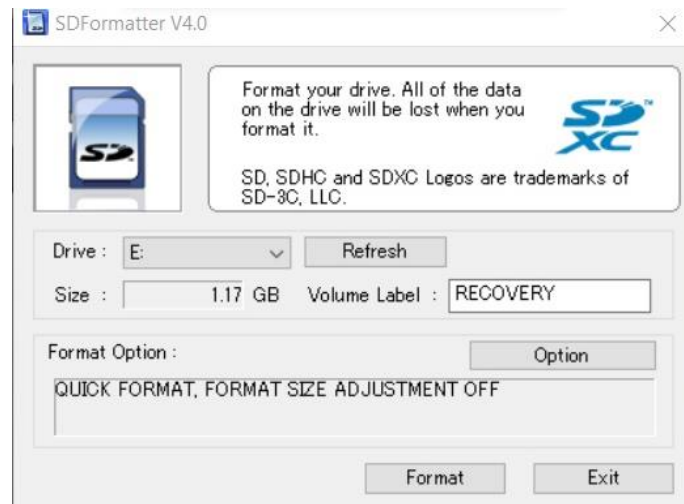 SDFormatter V4.0
Format your drive. All of the data
on the drive will be lost when you
format it.
SD, SDHC and SDXC Logos are trademarks of
SD-3C, LLC.
SD
SD™
XC
Drive : E: Refresh
Size : 1.17 GB Volume Label : RECOVERY
Format Option : Option
QUICK FORMAT, FORMAT SIZE ADJUSTMENT OFF
Format Exit